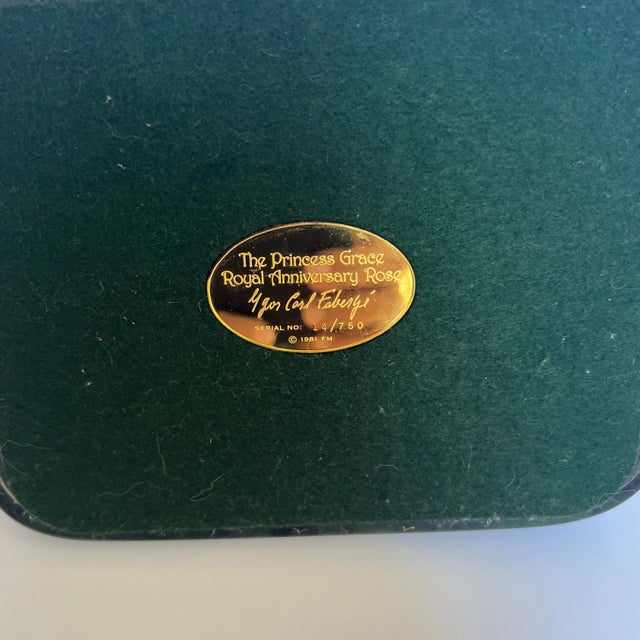 The Princess Grace
Royal Anniversary Rose
Igor Carl Fabergé
SERIAL NO: 14/750
© 1981 FM